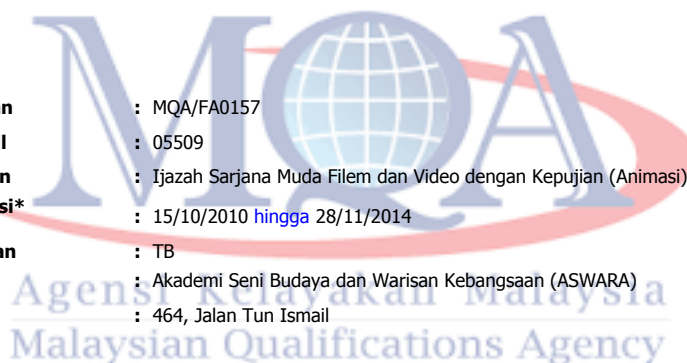 MQA
an : MQA/FA0157
l : 05509
n : Ijazah Sarjana Muda Filem dan Video dengan Kepujian (Animasi)
si* : 15/10/2010 hingga 28/11/2014
an : TB
: Akademi Seni Budaya dan Warisan Kebangsaan (ASWARA)
: 464, Jalan Tun Ismail
Agensi Kelayakan Malaysia
Malaysian Qualifications Agency